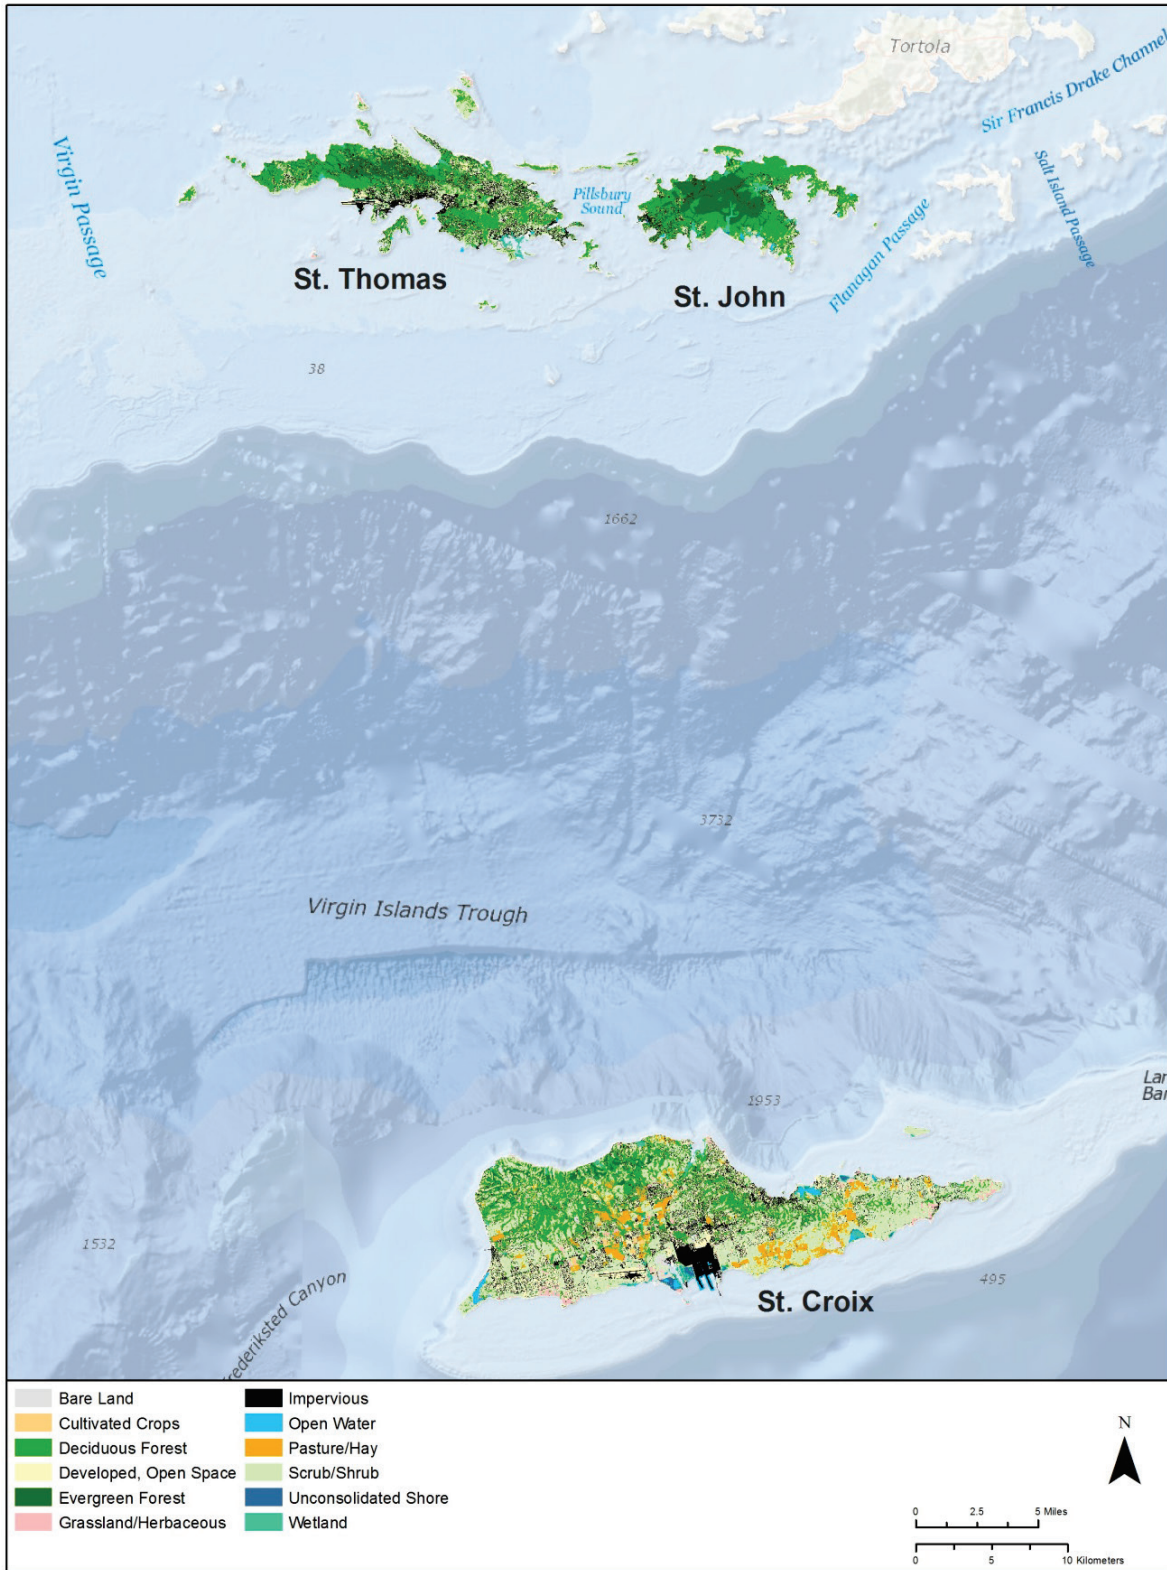 Tortola
Sir Francis Drake Channel
Virgin Passage
Salt Island Passage
Pillsbury
Sound
Flanagan Passage
St. Thomas
St. John
38
1662
3732
Virgin Islands Trough
1953
Lar
Bar
1532
Frederiksted Canyon
495
St. Croix
Bare Land
Cultivated Crops
Deciduous Forest
Developed, Open Space
Evergreen Forest
Grassland/Herbaceous
Impervious
Open Water
Pasture/Hay
Scrub/Shrub
Unconsolidated Shore
Wetland
N
0 2.5 5 Miles
0 5 10 Kilometers